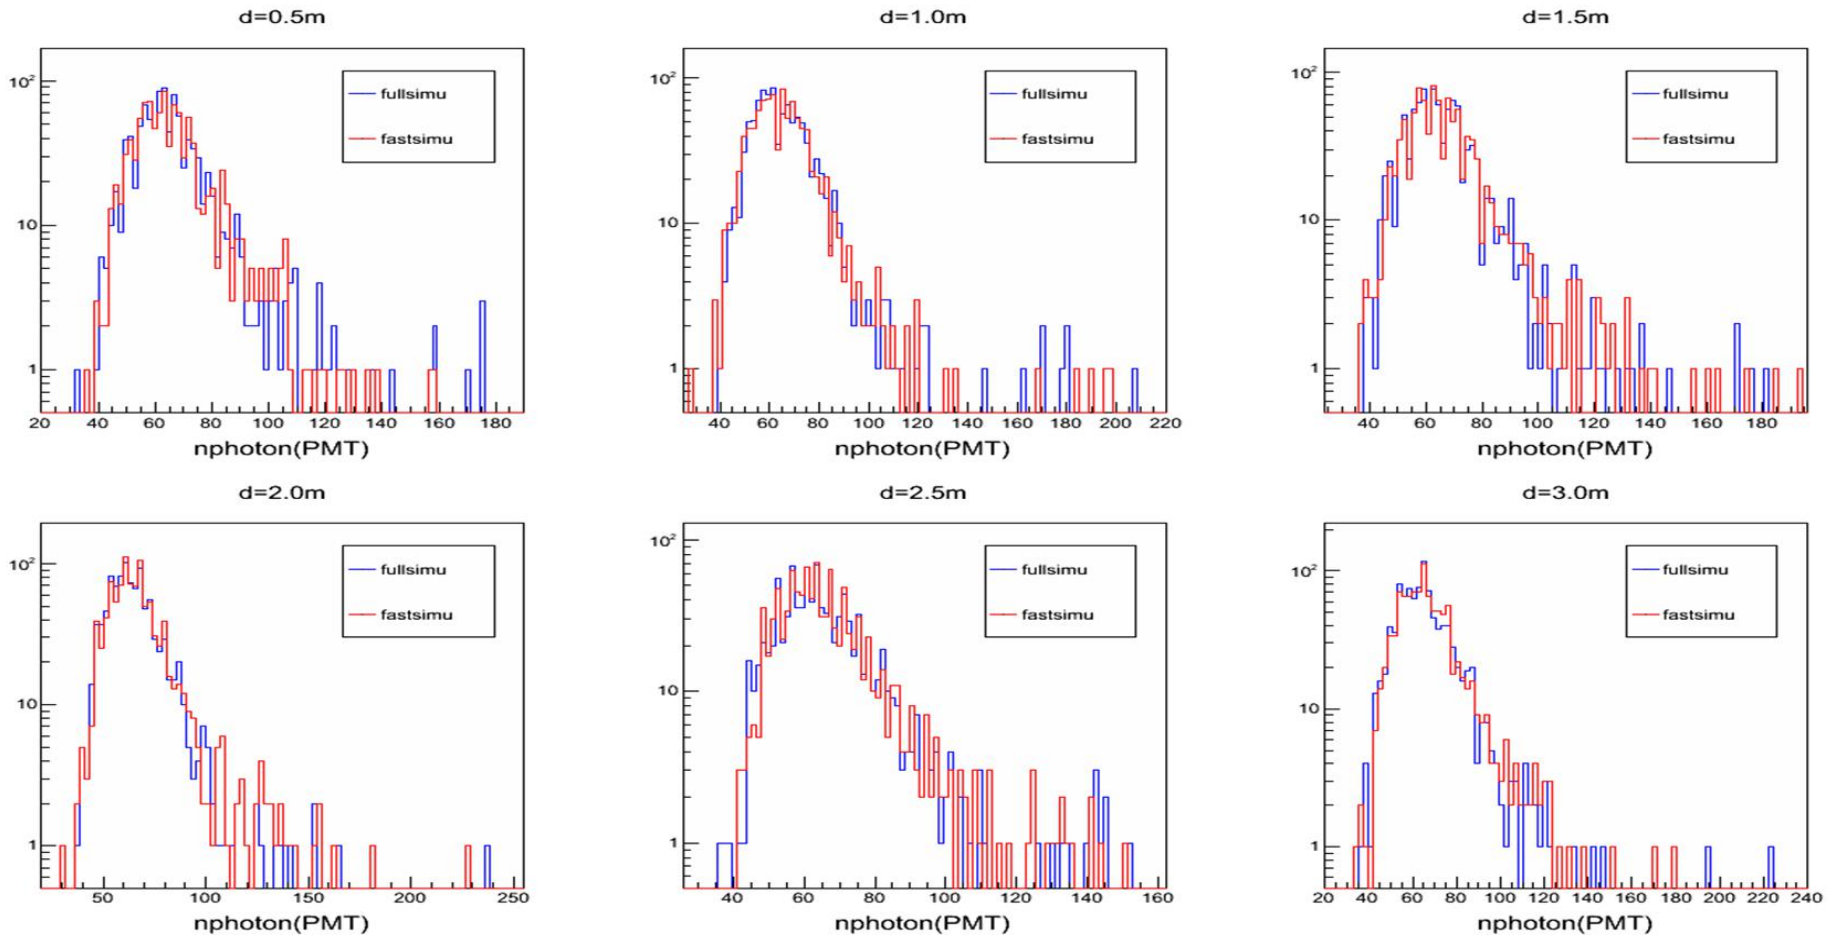 d=0.5m
10²
10
1
fullsimu
fastsimu
20 40 60 80 100 120 140 160 180
nphoton(PMT)
d=1.0m
10²
10
1
fullsimu
fastsimu
40 60 80 100 120 140 160 180 200 220
nphoton(PMT)
d=1.5m
10²
10
1
fullsimu
fastsimu
40 60 80 100 120 140 160 180
nphoton(PMT)
d=2.0m
10²
10
1
fullsimu
fastsimu
50 100 150 200 250
nphoton(PMT)
d=2.5m
10²
10
1
fullsimu
fastsimu
40 60 80 100 120 140 160
nphoton(PMT)
d=3.0m
10²
10
1
fullsimu
fastsimu
20 40 60 80 100 120 140 160 180 200 220 240
nphoton(PMT)